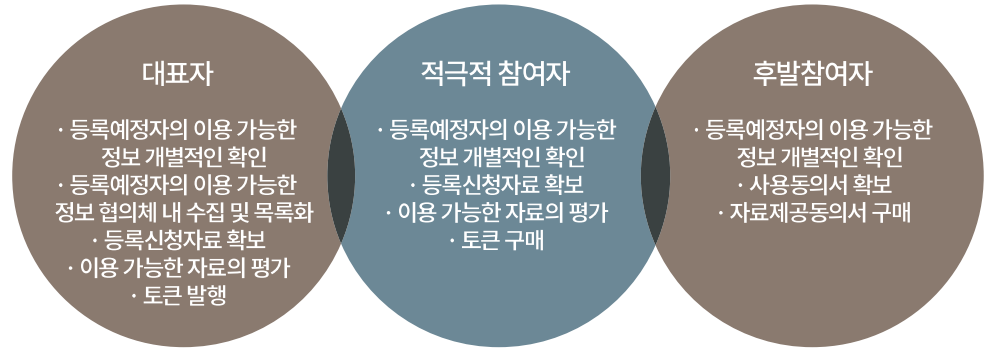 대표자
· 등록예정자의 이용 가능한
정보 개별적인 확인
· 등록예정자의 이용 가능한
정보 협의체 내 수집 및 목록화
· 등록신청자료 확보
· 이용 가능한 자료의 평가
· 토큰 발행
적극적 참여자
· 등록예정자의 이용 가능한
정보 개별적인 확인
· 등록신청자료 확보
· 이용 가능한 자료의 평가
· 토큰 구매
후발참여자
· 등록예정자의 이용 가능한
정보 개별적인 확인
· 사용동의서 확보
· 자료제공동의서 구매